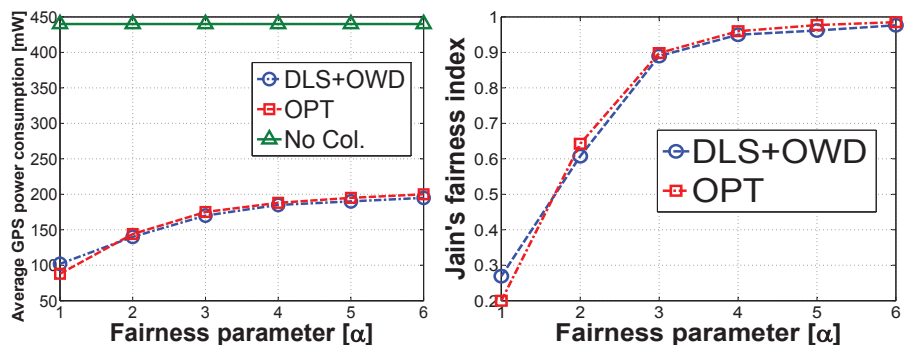 Average GPS power consumption [mW]
450
400
350
300
250
200
150
100
50
DLS+OWD
OPT
No Col.
1 2 3 4 5 6
Fairness parameter [α]
Jain's fairness index
1
0.9
0.8
0.7
0.6
0.5
0.4
0.3
0.2
DLS+OWD
OPT
1 2 3 4 5 6
Fairness parameter [α]